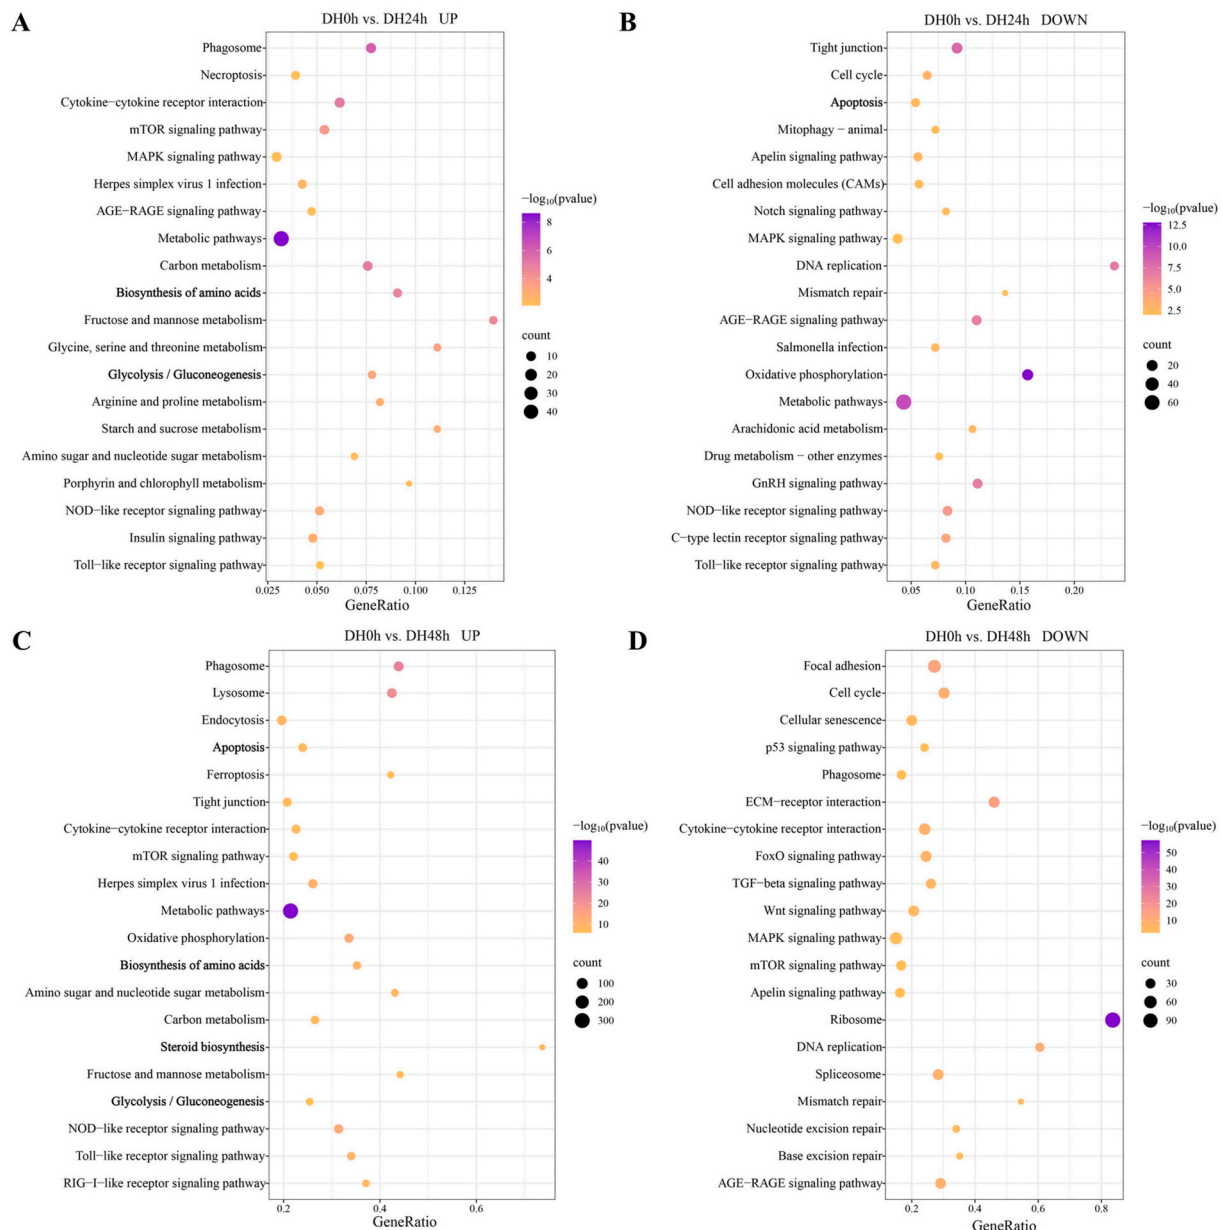 A
DH0h vs. DH24h UP
Phagosome
Necroptosis
Cytokine−cytokine receptor interaction
mTOR signaling pathway
MAPK signaling pathway
Herpes simplex virus 1 infection
AGE−RAGE signaling pathway
Metabolic pathways
Carbon metabolism
Biosynthesis of amino acids
Fructose and mannose metabolism
Glycine, serine and threonine metabolism
Glycolysis / Gluconeogenesis
Arginine and proline metabolism
Starch and sucrose metabolism
Amino sugar and nucleotide sugar metabolism
Porphyrin and chlorophyll metabolism
NOD−like receptor signaling pathway
Insulin signaling pathway
Toll−like receptor signaling pathway
0.025 0.050 0.075 0.100 0.125
GeneRatio
−log10(pvalue)
8
6
4
count
10
20
30
40
B
DH0h vs. DH24h DOWN
Tight junction
Cell cycle
Apoptosis
Mitophagy − animal
Apelin signaling pathway
Cell adhesion molecules (CAMs)
Notch signaling pathway
MAPK signaling pathway
DNA replication
Mismatch repair
AGE−RAGE signaling pathway
Salmonella infection
Oxidative phosphorylation
Metabolic pathways
Arachidonic acid metabolism
Drug metabolism − other enzymes
GnRH signaling pathway
NOD−like receptor signaling pathway
C−type lectin receptor signaling pathway
Toll−like receptor signaling pathway
0.05 0.10 0.15 0.20
GeneRatio
−log10(pvalue)
12.5
10.0
7.5
5.0
2.5
count
20
40
60
C
DH0h vs. DH48h UP
Phagosome
Lysosome
Endocytosis
Apoptosis
Ferroptosis
Tight junction
Cytokine−cytokine receptor interaction
mTOR signaling pathway
Herpes simplex virus 1 infection
Metabolic pathways
Oxidative phosphorylation
Biosynthesis of amino acids
Amino sugar and nucleotide sugar metabolism
Carbon metabolism
Steroid biosynthesis
Fructose and mannose metabolism
Glycolysis / Gluconeogenesis
NOD−like receptor signaling pathway
Toll−like receptor signaling pathway
RIG−I−like receptor signaling pathway
0.2 0.4 0.6
GeneRatio
−log10(pvalue)
40
30
20
10
count
100
200
300
D
DH0h vs. DH48h DOWN
Focal adhesion
Cell cycle
Cellular senescence
p53 signaling pathway
Phagosome
ECM−receptor interaction
Cytokine−cytokine receptor interaction
FoxO signaling pathway
TGF−beta signaling pathway
Wnt signaling pathway
MAPK signaling pathway
mTOR signaling pathway
Apelin signaling pathway
Ribosome
DNA replication
Spliceosome
Mismatch repair
Nucleotide excision repair
Base excision repair
AGE−RAGE signaling pathway
0.2 0.4 0.6 0.8
GeneRatio
−log10(pvalue)
50
40
30
20
10
count
30
60
90